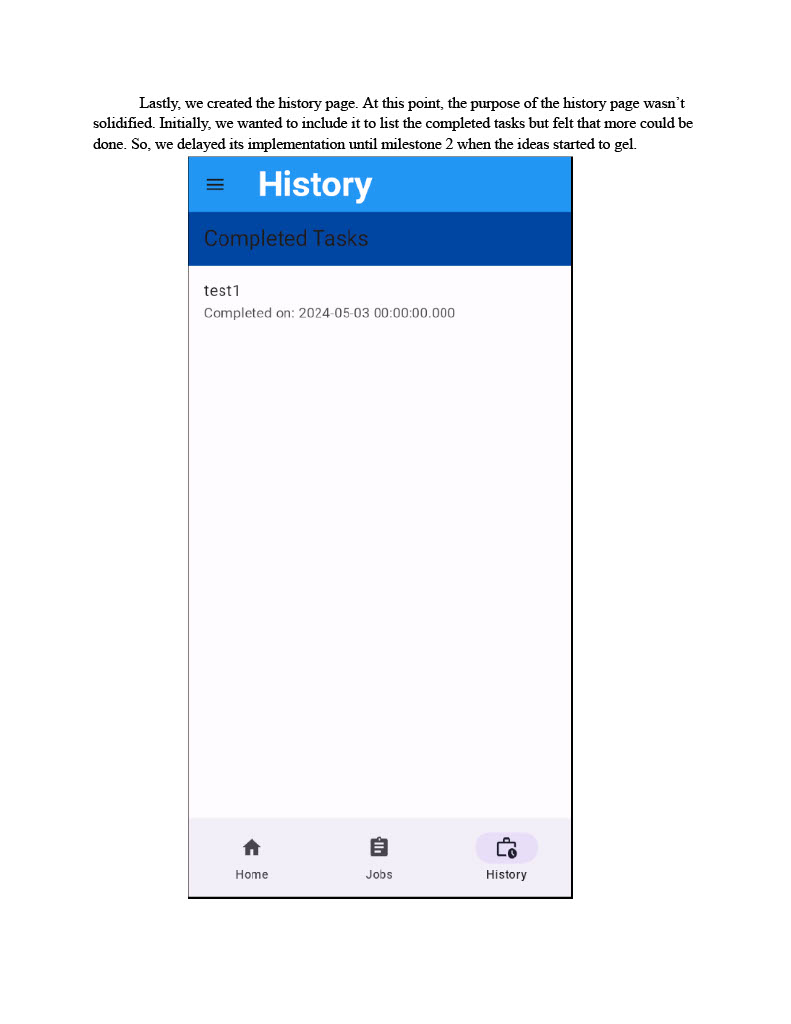 Lastly, we created the history page. At this point, the purpose of the history page wasn’t
solidified. Initially, we wanted to include it to list the completed tasks but felt that more could be
done. So, we delayed its implementation until milestone 2 when the ideas started to gel.
History
Completed Tasks
test1
Completed on: 2024-05-03 00:00:00.000
Home Jobs History